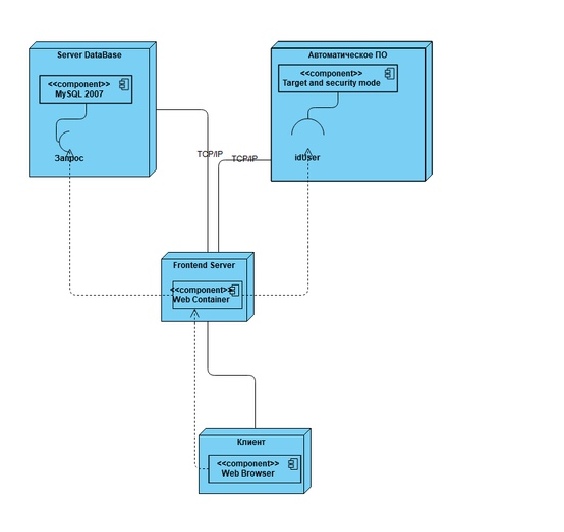 Server DataBase
<<component>>
MySQL 2007
Запрос
Автоматическое ПО
<<component>>
Target and security mode
idUser
TCP/IP
TCP/IP
Frontend Server
<<component>>
Web Container
Клиент
<<component>>
Web Browser